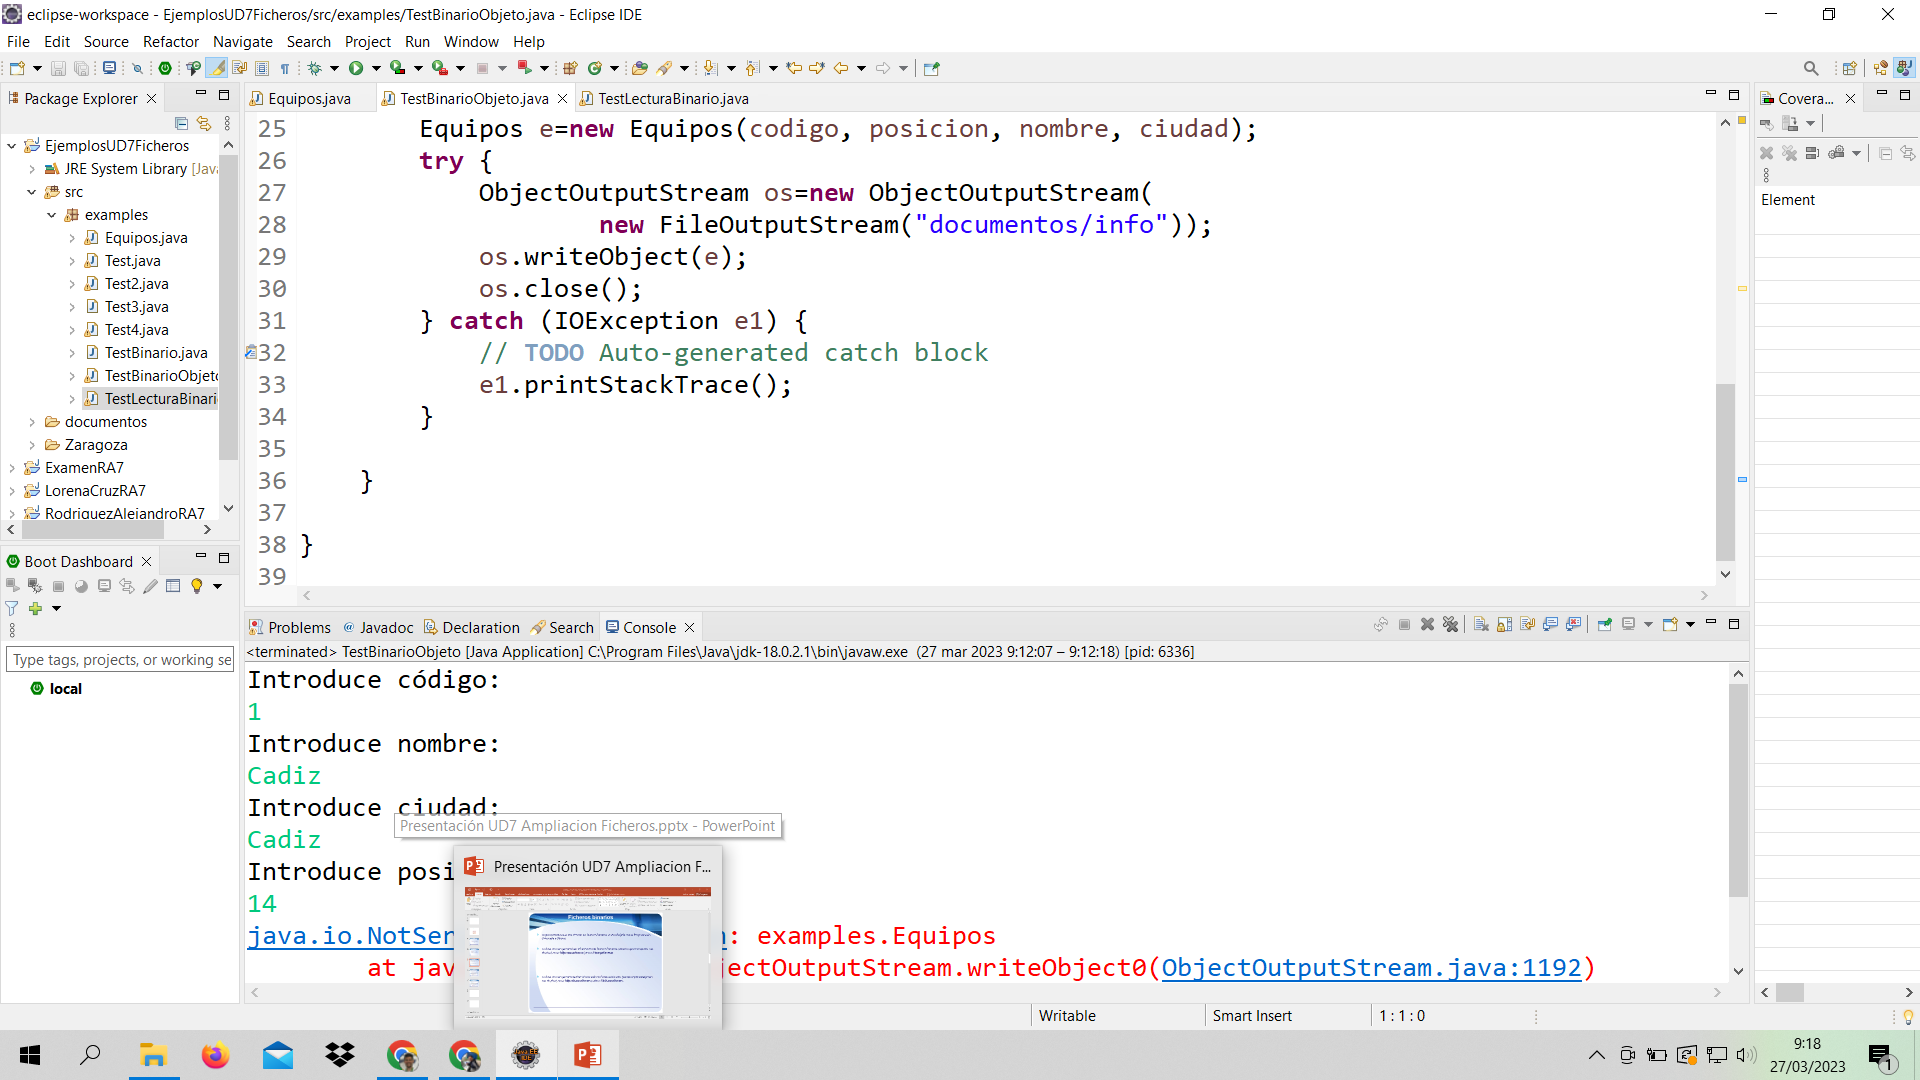 eclipse-workspace - EjemplosUD7Ficheros/src/examples/TestBinarioObjeto.java - Eclipse IDE
File Edit Source Refactor Navigate Search Project Run Window Help
Package Explorer
Equipos.java TestBinarioObjeto.java TestLecturaBinario.java
Covera...
EjemplosUD7Ficheros
JRE System Library [Java
src
examples
Equipos.java
Test.java
Test2.java
Test3.java
Test4.java
TestBinario.java
TestBinarioObjeto
TestLecturaBinari
documentos
Zaragoza
ExamenRA7
LorenaCruzRA7
RodriguezAlejandroRA7
25 Equipos e=new Equipos(codigo, posicion, nombre, ciudad);
26 try {
27 ObjectOutputStream os=new ObjectOutputStream(
28 new FileOutputStream("documentos/info"));
29 os.writeObject(e);
30 os.close();
31 } catch (IOException e1) {
32 // TODO Auto-generated catch block
33 e1.printStackTrace();
34 }
35
36 }
37
38 }
39
Element
Boot Dashboard
Type tags, projects, or working se
local
Problems Javadoc Declaration Search Console
<terminated> TestBinarioObjeto [Java Application] C:\Program Files\Java\jdk-18.0.2.1\bin\javaw.exe (27 mar 2023 9:12:07 – 9:12:18) [pid: 6336]
Introduce código:
1
Introduce nombre:
Cadiz
Introduce ciudad:
Cadiz
Introduce posi
14
java.io.NotSer n: examples.Equipos
at jav jectOutputStream.writeObject0(ObjectOutputStream.java:1192)
Presentación UD7 Ampliacion Ficheros.pptx - PowerPoint
Presentación UD7 Ampliacion F...
Ficheros binarios
Writable Smart Insert 1 : 1 : 0
9:18
27/03/2023
1